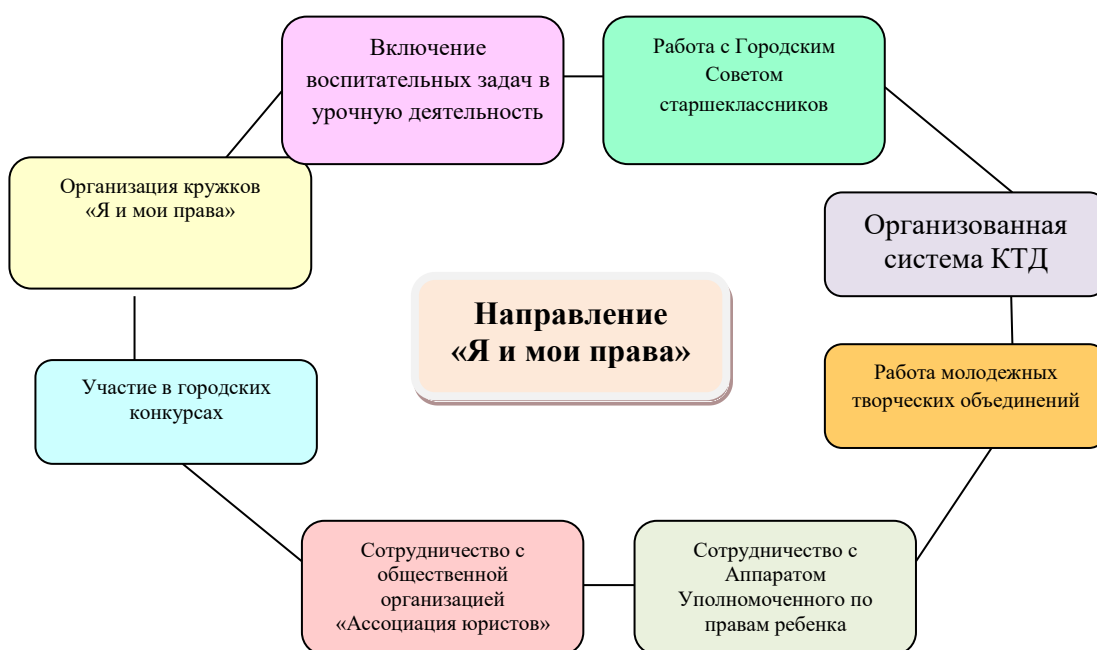 Включение
воспитательных задач в
урочную деятельность
Работа с Городским
Советом
старшеклассников
Организация кружков
«Я и мои права»
Организованная
система КТД
Направление
«Я и мои права»
Участие в городских
конкурсах
Работа молодежных
творческих объединений
Сотрудничество с
общественной
организацией
«Ассоциация юристов»
Сотрудничество с
Аппаратом
Уполномоченного по
правам ребенка